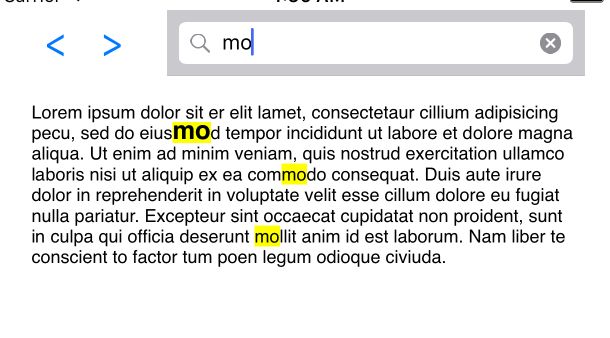 < > mo
Lorem ipsum dolor sit er elit lamet, consectetaur cillium adipisicing
pecu, sed do eiusmod tempor incididunt ut labore et dolore magna
aliqua. Ut enim ad minim veniam, quis nostrud exercitation ullamco
laboris nisi ut aliquip ex ea commodo consequat. Duis aute irure
dolor in reprehenderit in voluptate velit esse cillum dolore eu fugiat
nulla pariatur. Excepteur sint occaecat cupidatat non proident, sunt
in culpa qui officia deserunt mollit anim id est laborum. Nam liber te
conscient to factor tum poen legum odioque civiuda.